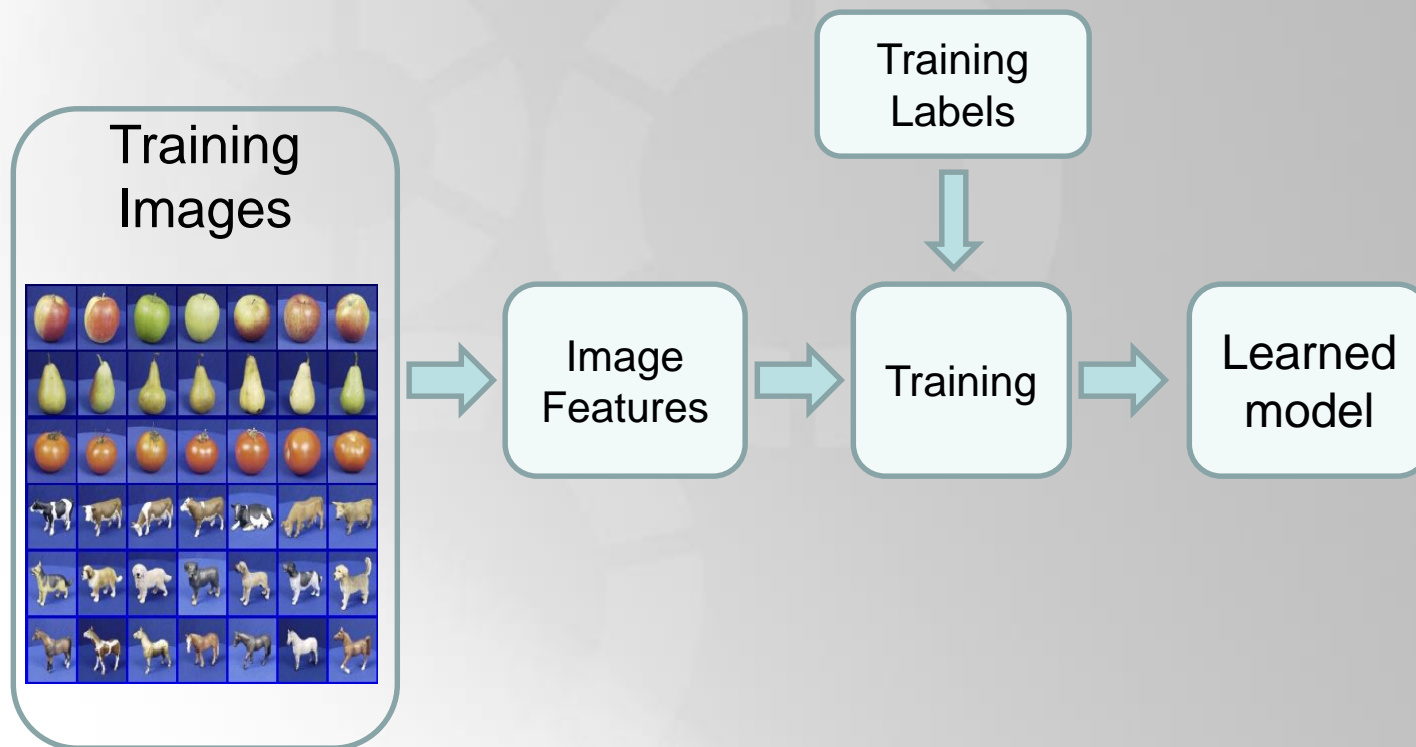 Training
Labels
Training
Images
Image
Features
Training
Learned
model